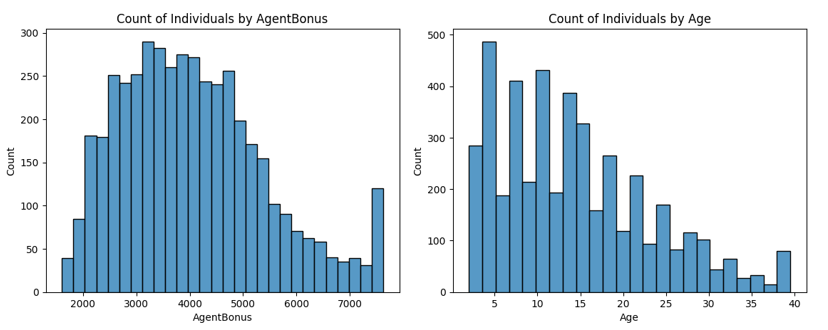 Count of Individuals by AgentBonus
Count
300
250
200
150
100
50
0
2000 3000 4000 5000 6000 7000
AgentBonus
Count of Individuals by Age
Count
500
400
300
200
100
0
5 10 15 20 25 30 35 40
Age